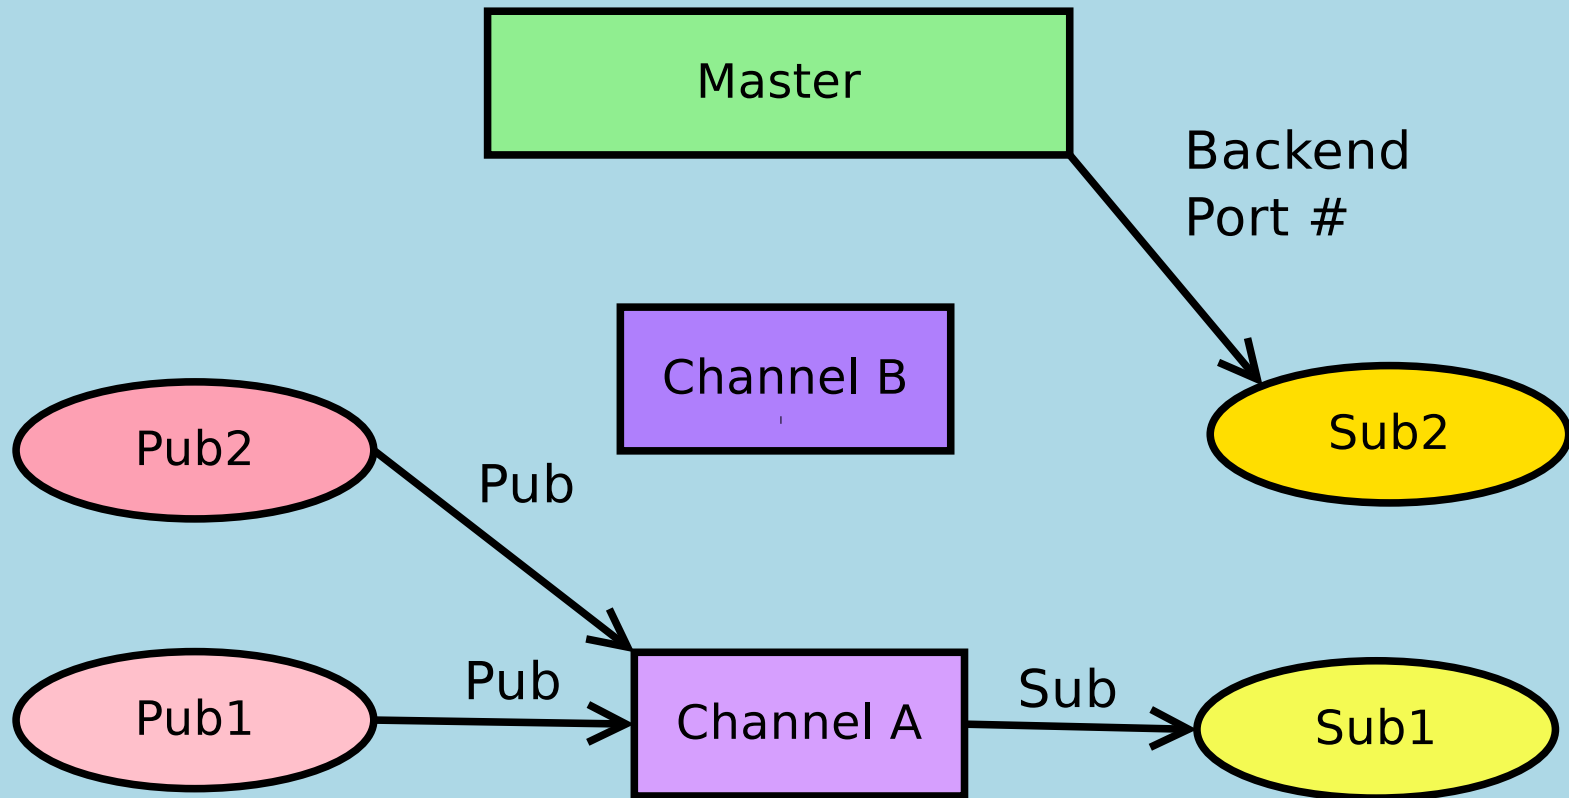 Master
Backend
Port #
Channel B
Pub2
Sub2
Pub
Pub
Sub
Pub1
Channel A
Sub1